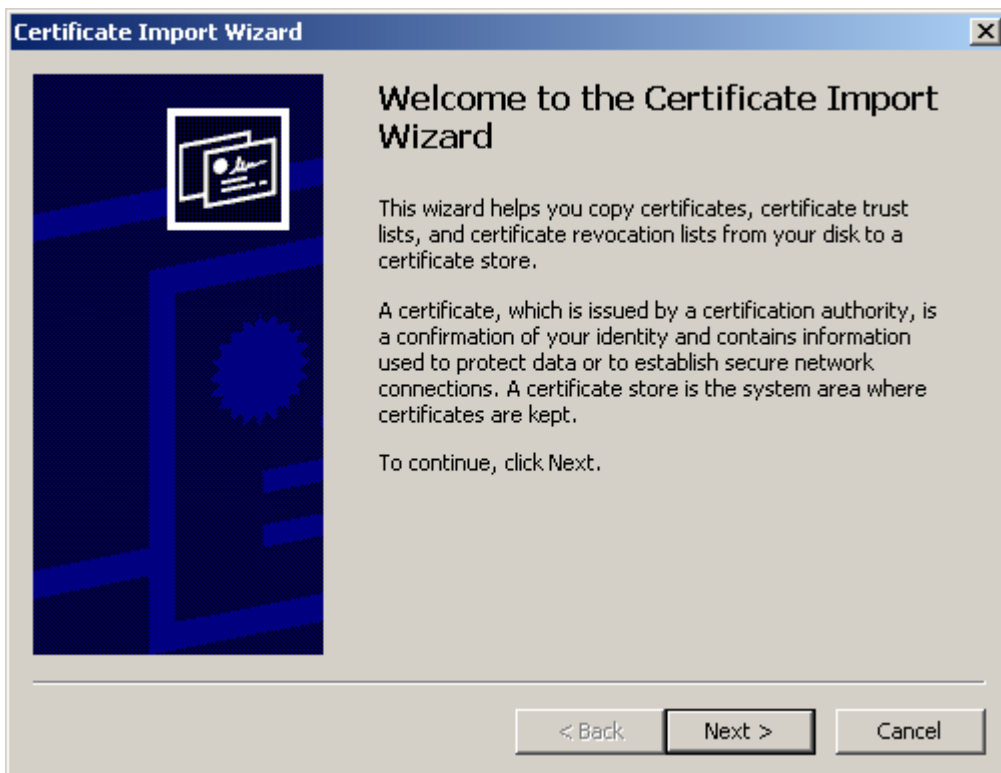 Certificate Import Wizard
Welcome to the Certificate Import
Wizard
This wizard helps you copy certificates, certificate trust
lists, and certificate revocation lists from your disk to a
certificate store.
A certificate, which is issued by a certification authority, is
a confirmation of your identity and contains information
used to protect data or to establish secure network
connections. A certificate store is the system area where
certificates are kept.
To continue, click Next.
< Back
Next >
Cancel